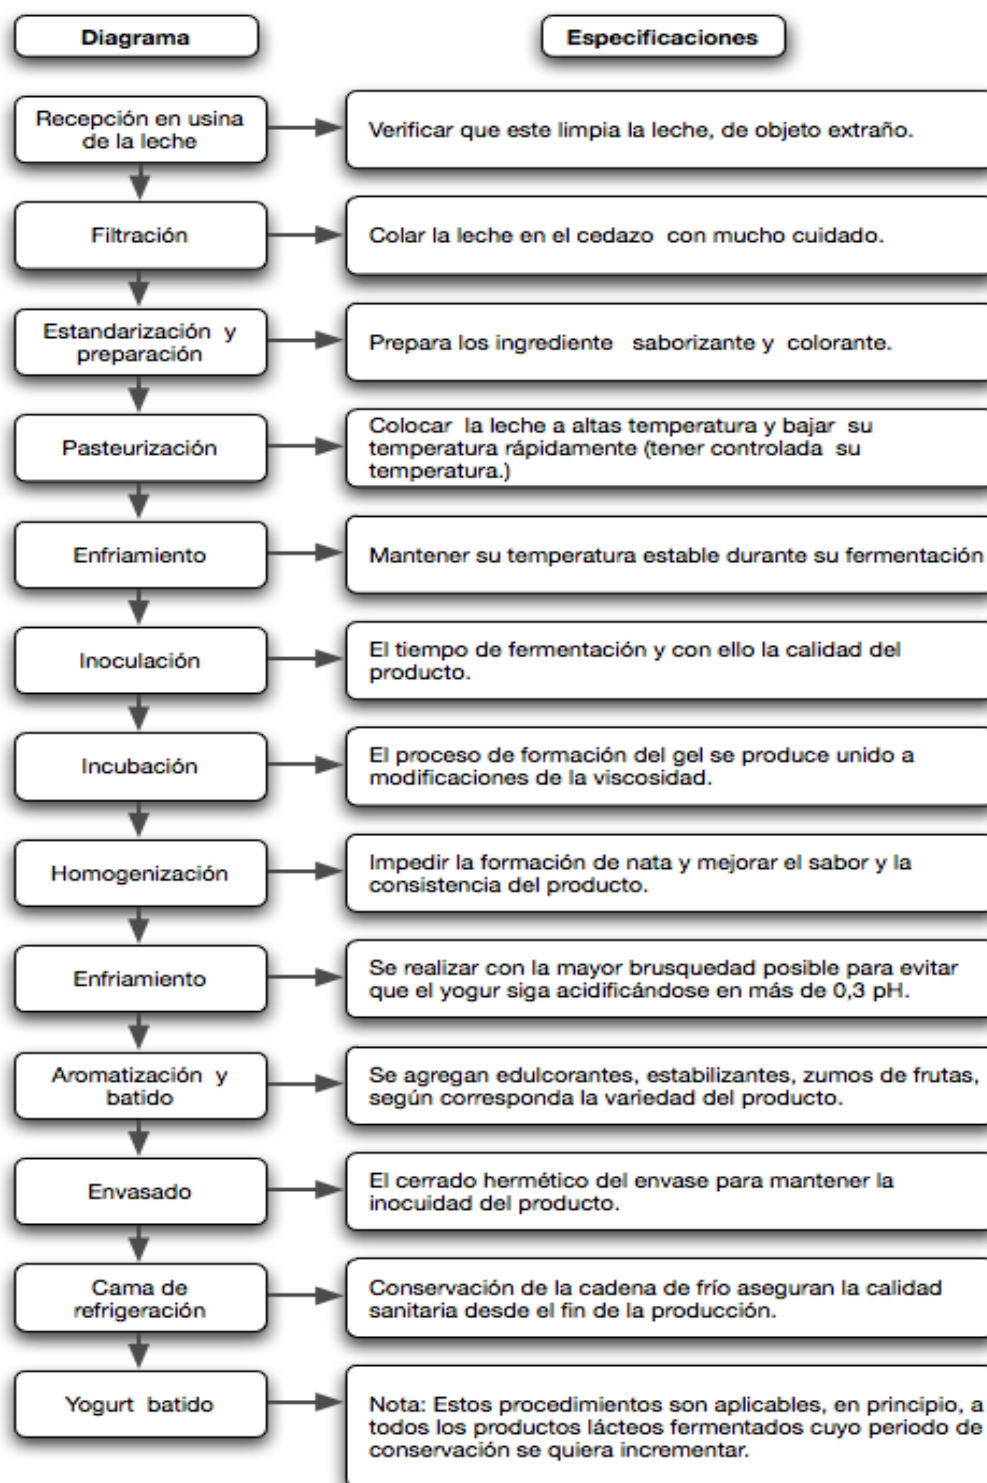 Diagrama
Especificaciones
Recepción en usina
de la leche
Verificar que este limpia la leche, de objeto extraño.
Filtración
Colar la leche en el cedazo con mucho cuidado.
Estandarización y
preparación
Prepara los ingrediente saborizante y colorante.
Pasteurización
Colocar la leche a altas temperatura y bajar su
temperatura rápidamente (tener controlada su
temperatura.)
Enfriamiento
Mantener su temperatura estable durante su fermentación
Inoculación
El tiempo de fermentación y con ello la calidad del
producto.
Incubación
El proceso de formación del gel se produce unido a
modificaciones de la viscosidad.
Homogenización
Impedir la formación de nata y mejorar el sabor y la
consistencia del producto.
Enfriamiento
Se realizar con la mayor brusquedad posible para evitar
que el yogur siga acidificándose en más de 0,3 pH.
Aromatización y
batido
Se agregan edulcorantes, estabilizantes, zumos de frutas,
según corresponda la variedad del producto.
Envasado
El cerrado hermético del envase para mantener la
inocuidad del producto.
Cama de
refrigeración
Conservación de la cadena de frío aseguran la calidad
sanitaria desde el fin de la producción.
Yogurt batido
Nota: Estos procedimientos son aplicables, en principio, a
todos los productos lácteos fermentados cuyo periodo de
conservación se quiera incrementar.